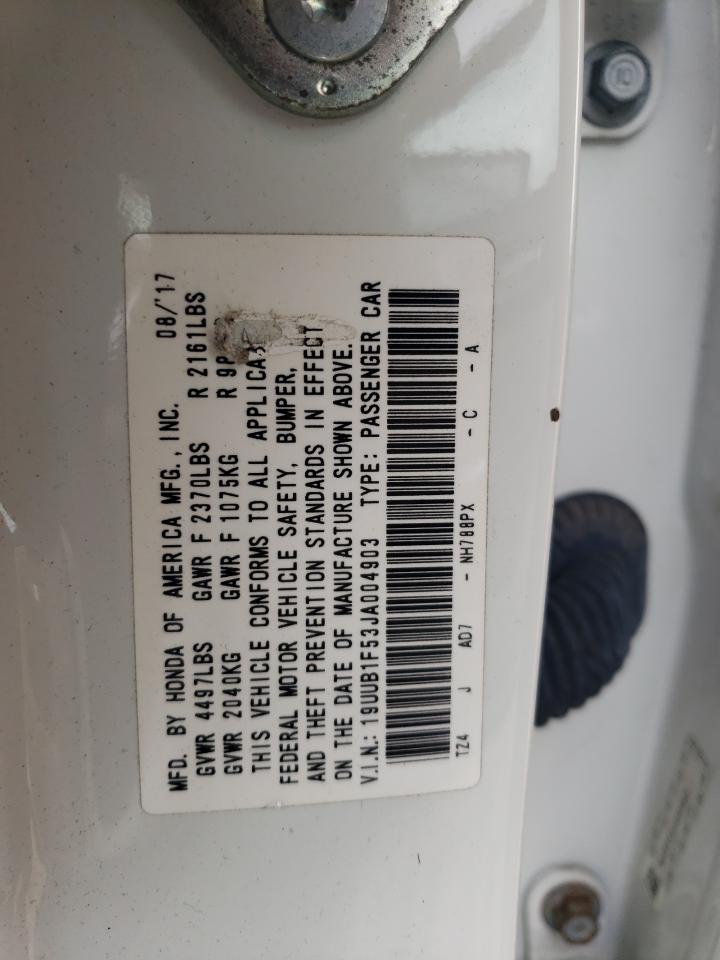 MFD. BY HONDA OF AMERICA MFG., INC. 08/'17
GVWR 4497LBS GAWR F 2370LBS R 2161LBS
GVWR 2040KG GAWR F 1075KG R
THIS VEHICLE CONFORMS TO ALL
FEDERAL MOTOR VEHICLE SAFETY, BUMPER,
AND THEFT PREVENTION STANDARDS IN EFFECT
ON THE DATE OF MANUFACTURE SHOWN ABOVE.
V.I.N.: 19UUB1F53JA004903 TYPE: PASSENGER CAR
TZ4 J AD7 - NH788PX - C - A